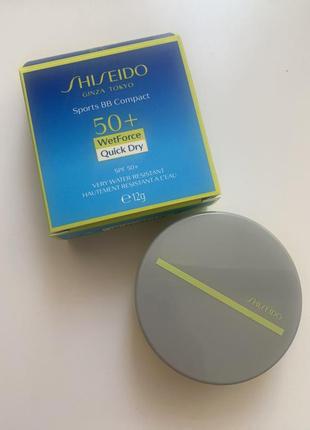 SHISEIDO
GINZA TOKYO
Sports BB Compact
50+
WetForce
Quick Dry
SPF 50+
VERY WATER-RESISTANT
HAUTEMENT RÉSISTANT À L'EAU
℮12g
SHISEIDO